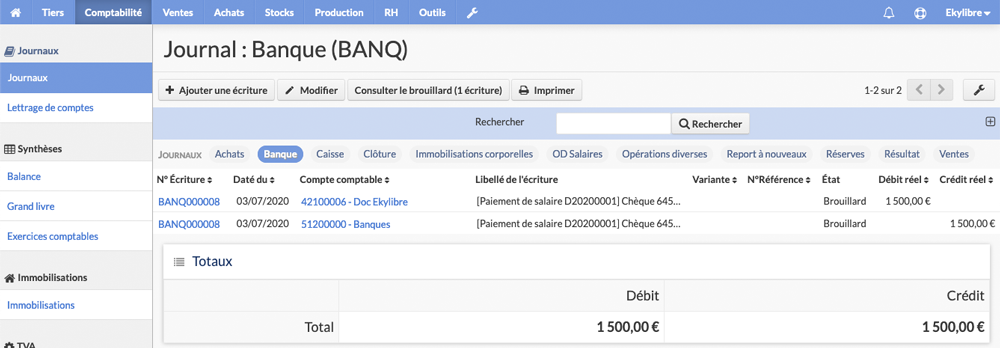 Tiers Comptabilité Ventes Achats Stocks Production RH Outils Ekylibre
Journaux
Journaux
Lettrage de comptes
Synthèses
Balance
Grand livre
Exercices comptables
Immobilisations
Immobilisations
TVA
Journal : Banque (BANQ)
Ajouter une écriture Modifier Consulter le brouillard (1 écriture) Imprimer 1-2 sur 2
Rechercher Rechercher
JOURNAUX Achats Banque Caisse Clôture Immobilisations corporelles OD Salaires Opérations diverses Report à nouveaux Réserves Résultat Ventes
N° Écriture Daté du Compte comptable Libellé de l'écriture Variante N°Référence État Débit réel Crédit réel
BANQ000008 03/07/2020 42100006 - Doc Ekylibre [Paiement de salaire D20200001] Chèque 645... Brouillard 1 500,00 €
BANQ000008 03/07/2020 51200000 - Banques [Paiement de salaire D20200001] Chèque 645... Brouillard 1 500,00 €
Totaux
Débit Crédit
Total 1 500,00 € 1 500,00 €